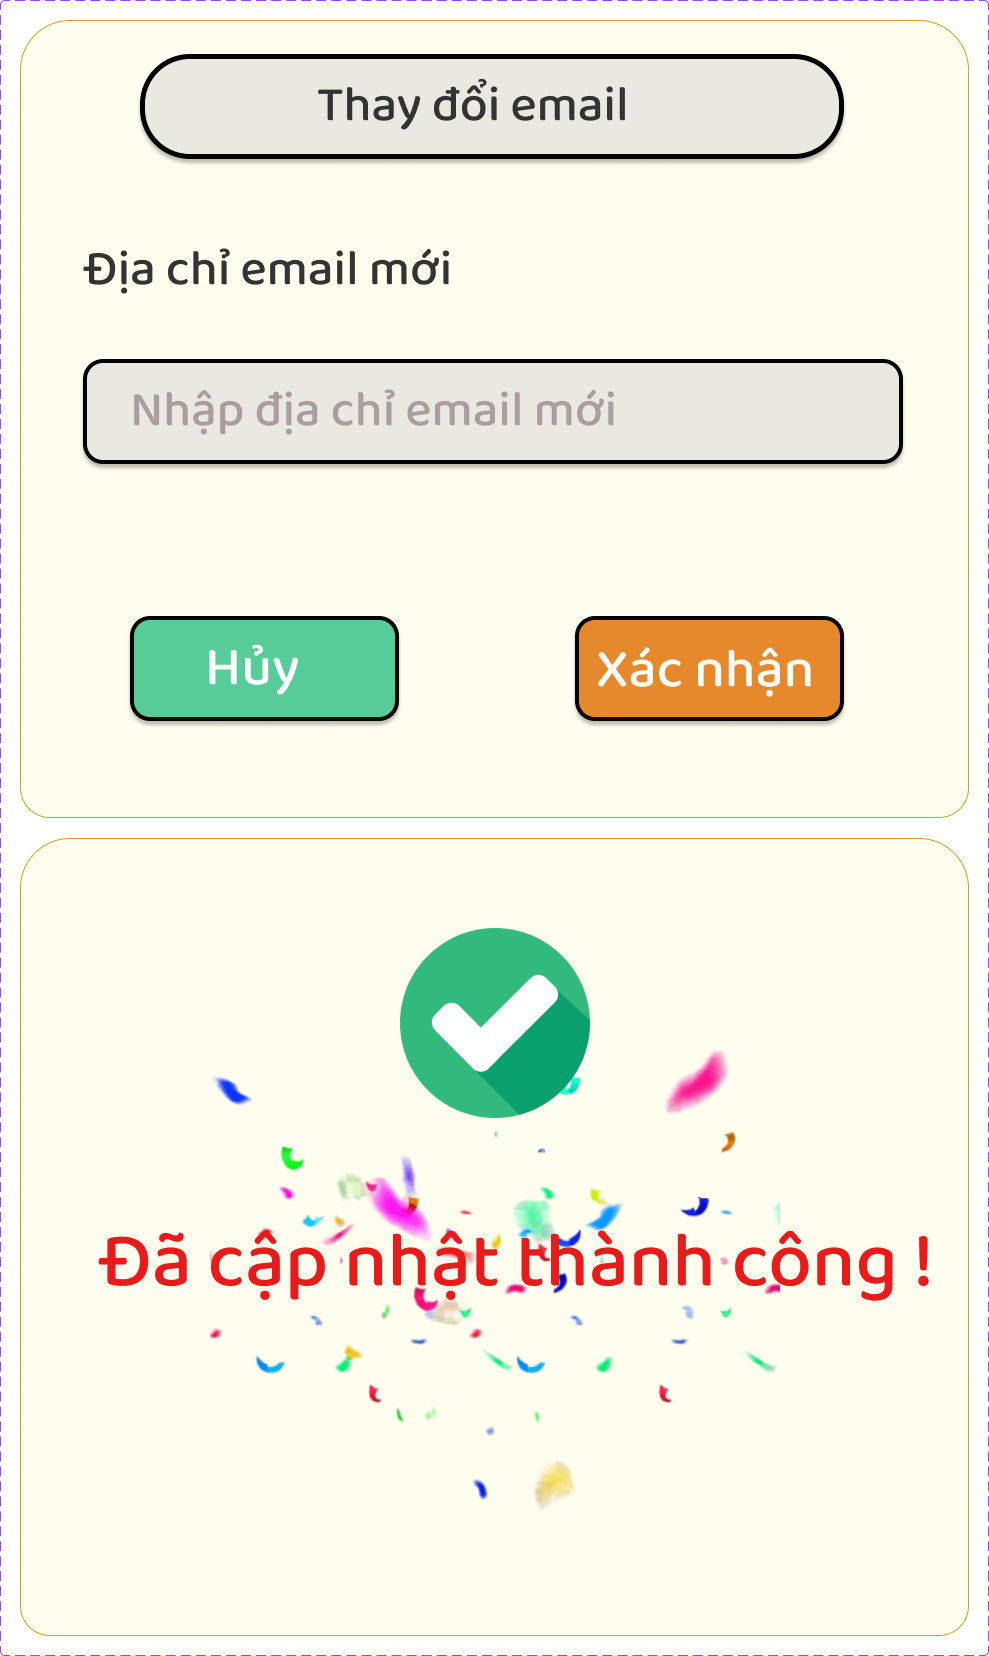 Thay đổi email
Địa chỉ email mới
Nhập địa chỉ email mới
Hủy
Xác nhận
Đã cập nhật thành công !